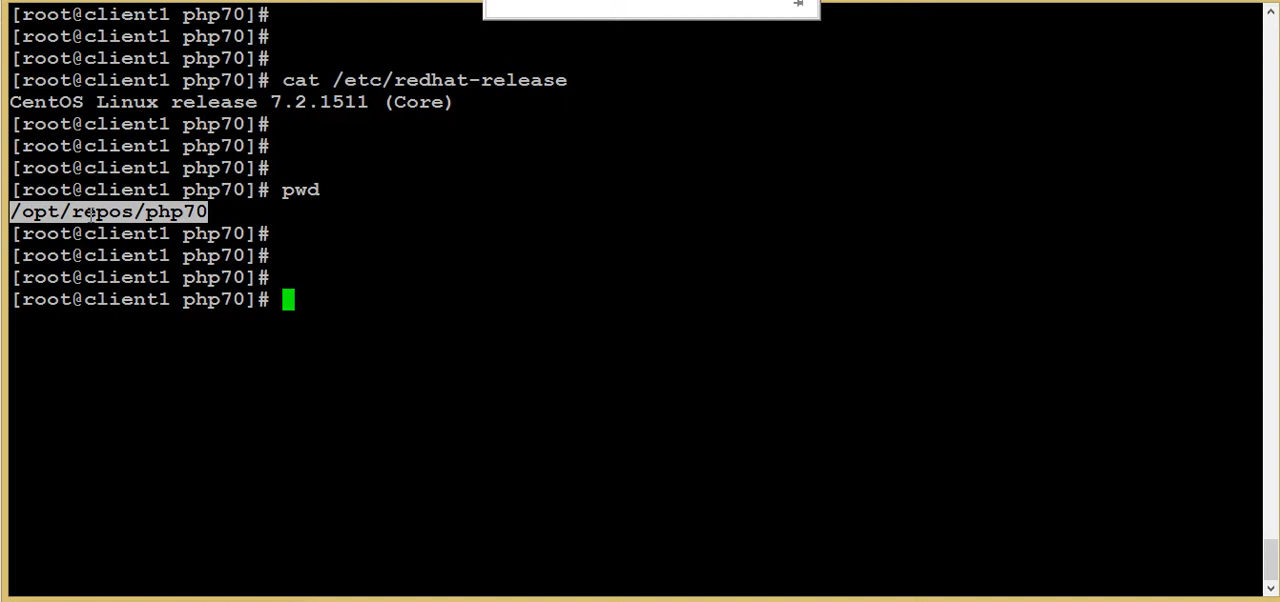 [root@client1 php70]#
[root@client1 php70]#
[root@client1 php70]#
[root@client1 php70]# cat /etc/redhat-release
CentOS Linux release 7.2.1511 (Core)
[root@client1 php70]#
[root@client1 php70]#
[root@client1 php70]#
[root@client1 php70]# pwd
/opt/repos/php70
[root@client1 php70]#
[root@client1 php70]#
[root@client1 php70]#
[root@client1 php70]#